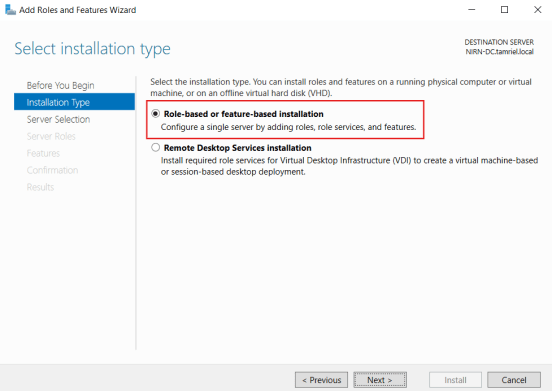 Add Roles and Features Wizard
Select installation type
DESTINATION SERVER
NIRN-DC.tamriel.local
Before You Begin
Installation Type
Server Selection
Server Roles
Features
Confirmation
Results
Select the installation type. You can install roles and features on a running physical computer or virtual
machine, or on an offline virtual hard disk (VHD).
Role-based or feature-based installation
Configure a single server by adding roles, role services, and features.
Remote Desktop Services installation
Install required role services for Virtual Desktop Infrastructure (VDI) to create a virtual machine-based
or session-based desktop deployment.
< Previous
Next >
Install
Cancel